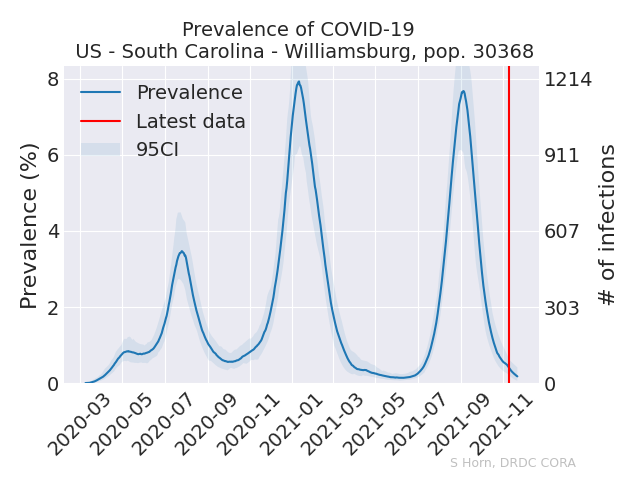 Prevalence of COVID-19
US - South Carolina - Williamsburg, pop. 30368
Prevalence
Latest data
95CI
Prevalence (%)
8
6
4
2
0
# of infections
1214
911
607
303
0
2020-03
2020-05
2020-07
2020-09
2020-11
2021-01
2021-03
2021-05
2021-07
2021-09
2021-11
S Horn, DRDC CORA